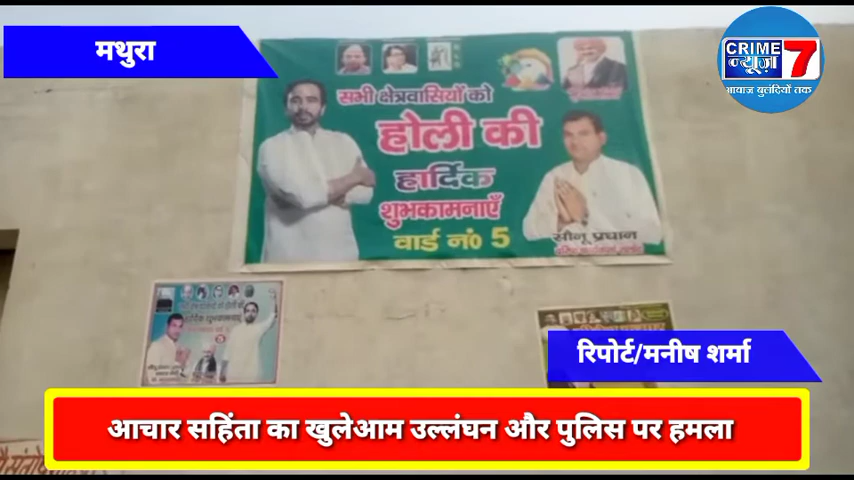 मथुरा
CRIME
न्यूज़ 7
आवाज बुलंदियों तक
सभी क्षेत्रवासियों को
होली की
हार्दिक
शुभकामनाएँ
वार्ड नं० 5
सौनू प्रधान
रिपोर्ट/मनीष शर्मा
आचार सहिंता का खुलेआम उल्लंघन और पुलिस पर हमला